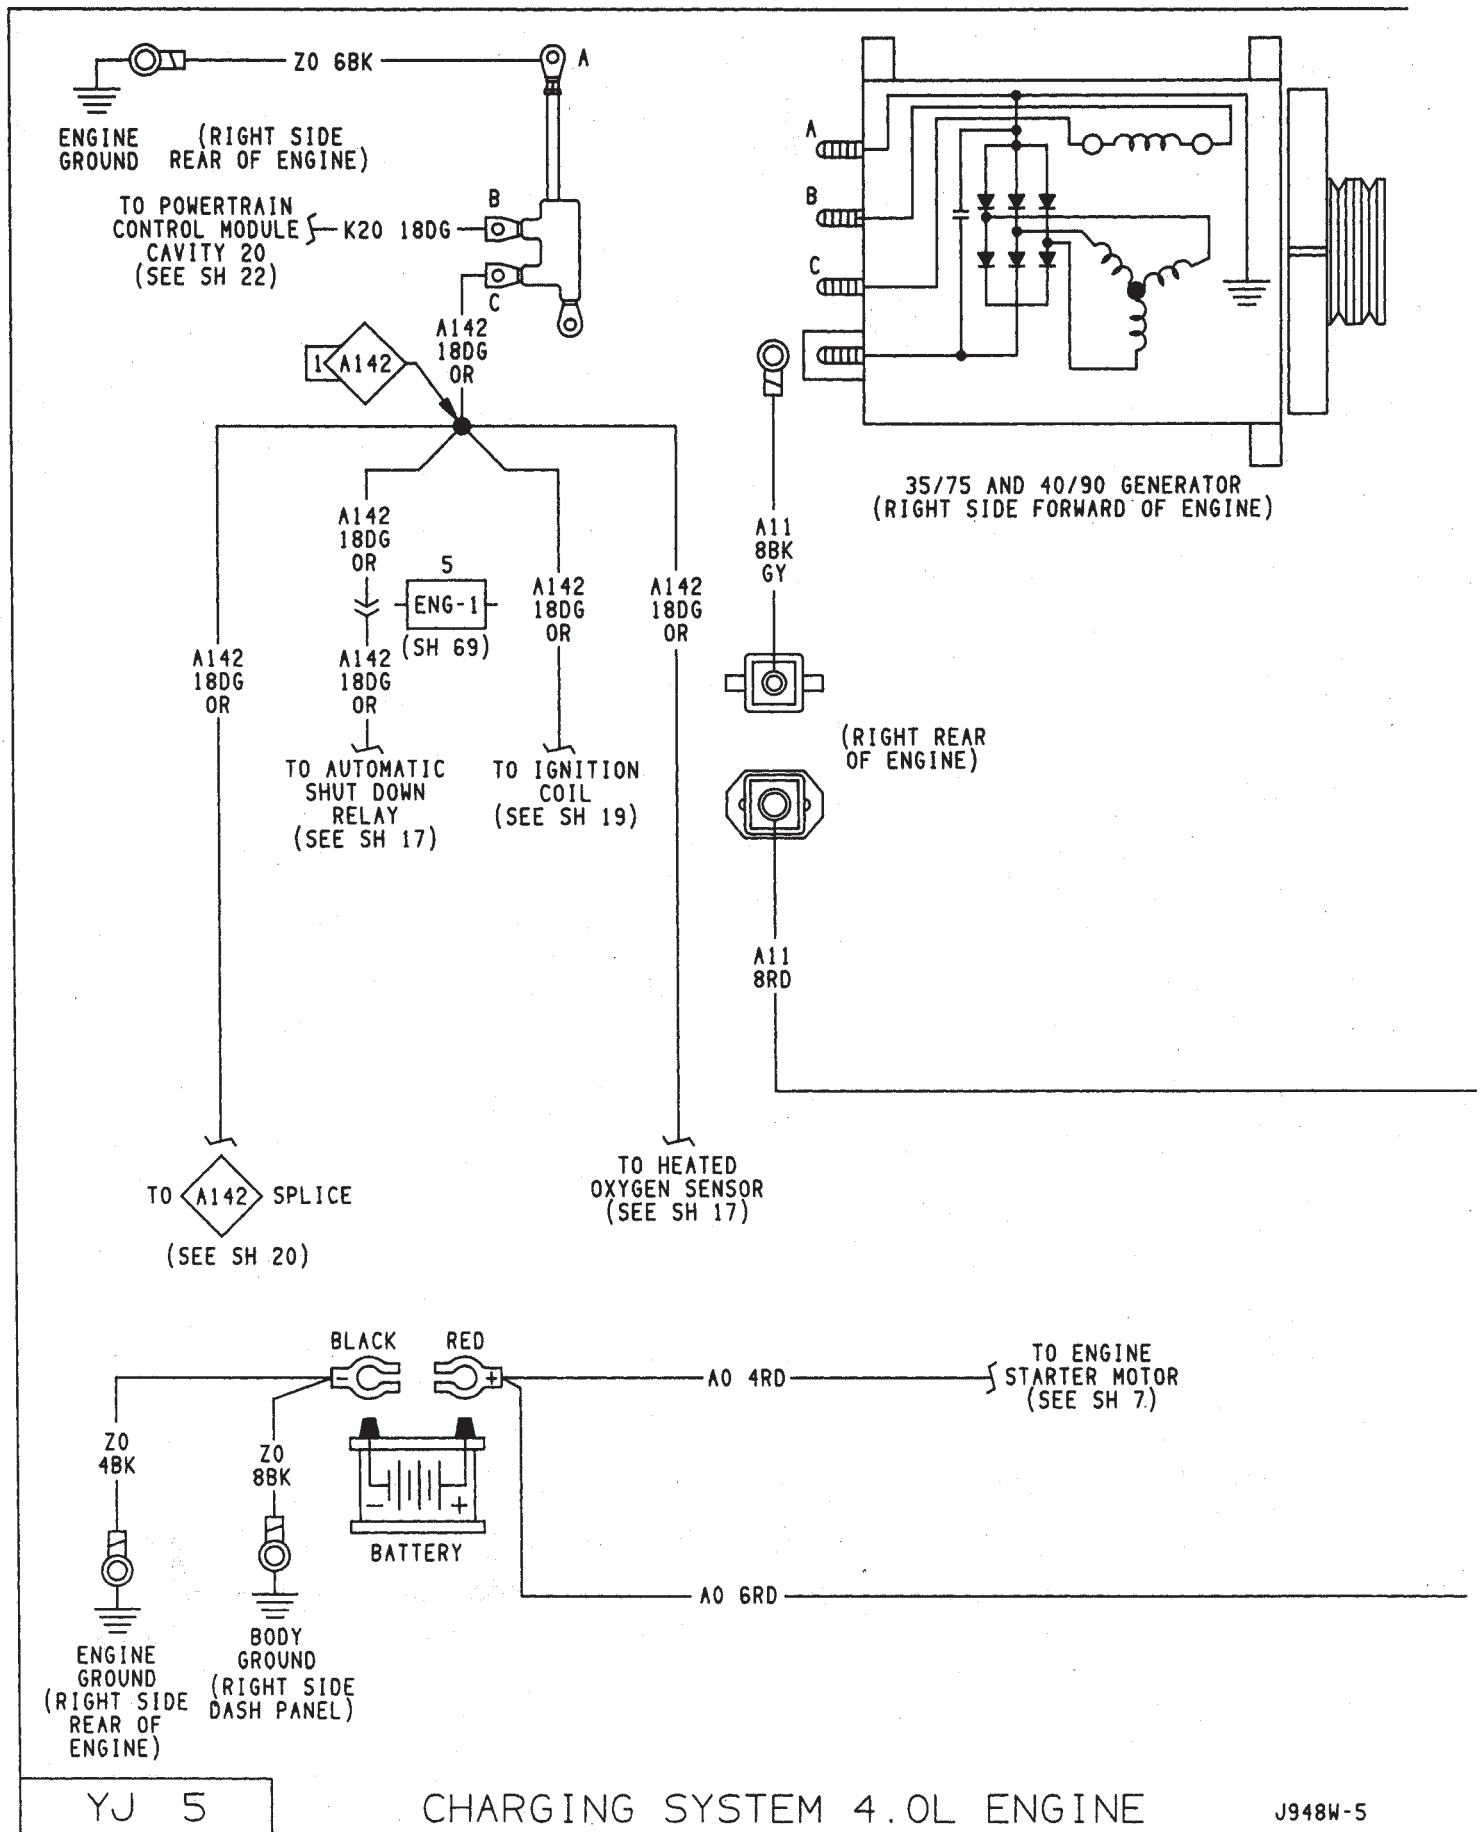 Z0 6BK
A
ENGINE
GROUND
(RIGHT SIDE
REAR OF ENGINE)
TO POWERTRAIN
CONTROL MODULE
CAVITY 20
(SEE SH 22)
K20 18DG
B
C
A142
18DG
OR
1
A142
A
B
C
35/75 AND 40/90 GENERATOR
(RIGHT SIDE FORWARD OF ENGINE)
A142
18DG
OR
5
ENG-1
(SH 69)
A142
18DG
OR
A142
18DG
OR
A142
18DG
OR
A142
18DG
OR
A11
8BK
GY
TO AUTOMATIC
SHUT DOWN
RELAY
(SEE SH 17)
TO IGNITION
COIL
(SEE SH 19)
(RIGHT REAR
OF ENGINE)
A11
8RD
TO A142 SPLICE
(SEE SH 20)
TO HEATED
OXYGEN SENSOR
(SEE SH 17)
BLACK
RED
-
+
A0 4RD
TO ENGINE
STARTER MOTOR
(SEE SH 7)
Z0
4BK
Z0
8BK
-
+
BATTERY
A0 6RD
ENGINE
GROUND
(RIGHT SIDE
REAR OF
ENGINE)
BODY
GROUND
(RIGHT SIDE
DASH PANEL)
YJ 5
CHARGING SYSTEM 4.0L ENGINE
J948W-5